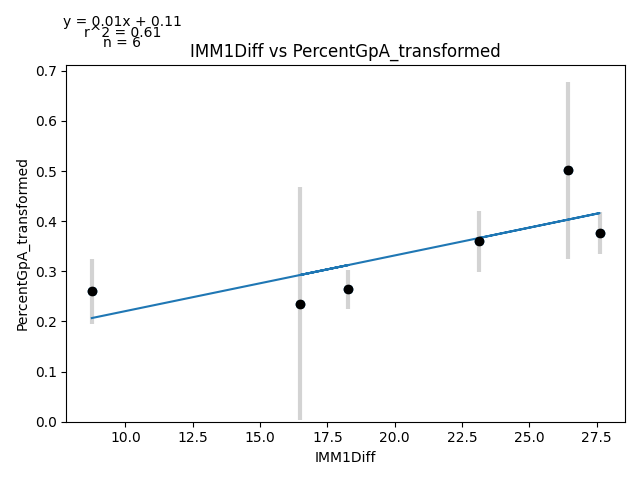 y = 0.01x + 0.11
r^2 = 0.61
n = 6
IMM1Diff vs PercentGpA_transformed
0.7
0.6
0.5
0.4
0.3
0.2
0.1
0.0
PercentGpA_transformed
10.0 12.5 15.0 17.5 20.0 22.5 25.0 27.5
IMM1Diff